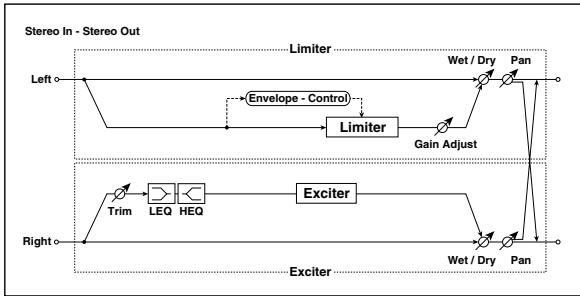 Stereo In - Stereo Out
Limiter
Wet / Dry
Pan
Left
Envelope - Control
Limiter
Gain Adjust
Trim
LEQ
HEQ
Exciter
Right
Wet / Dry
Pan
Exciter